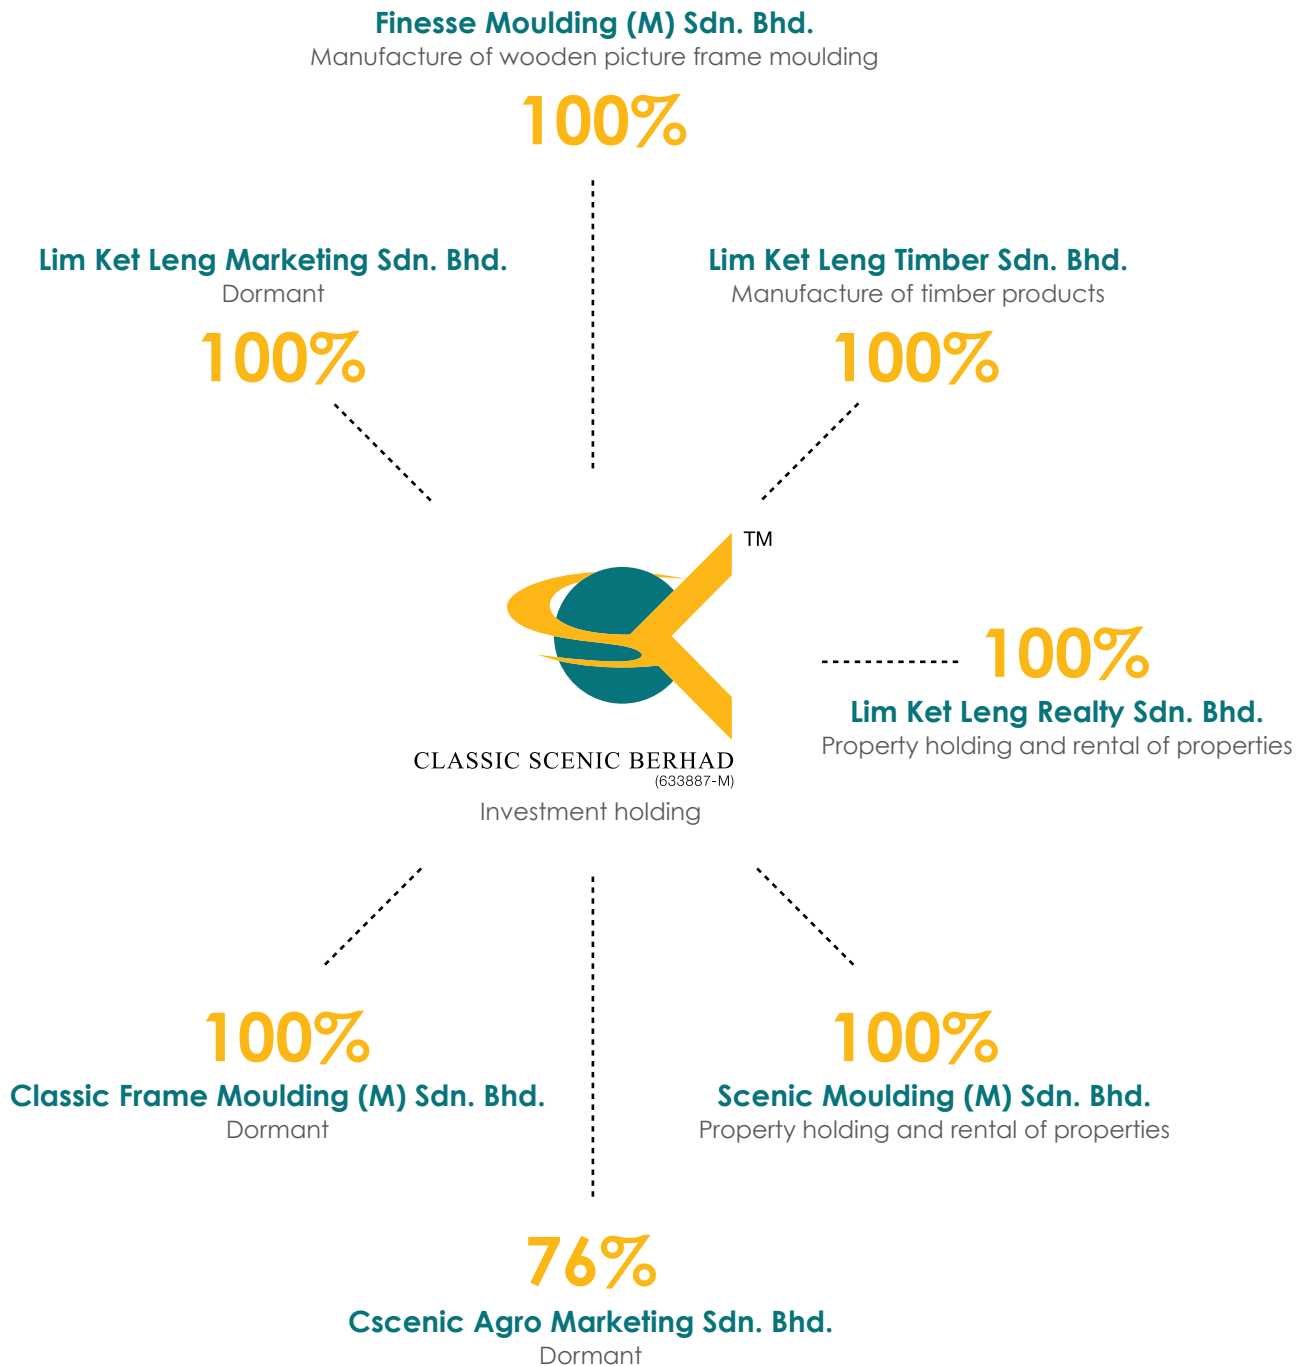 Finesse Moulding (M) Sdn. Bhd.
Manufacture of wooden picture frame moulding
100%
Lim Ket Leng Marketing Sdn. Bhd.
Dormant
100%
Lim Ket Leng Timber Sdn. Bhd.
Manufacture of timber products
100%
TM
CLASSIC SCENIC BERHAD
(633887-M)
Investment holding
100%
Lim Ket Leng Realty Sdn. Bhd.
Property holding and rental of properties
100%
Classic Frame Moulding (M) Sdn. Bhd.
Dormant
100%
Scenic Moulding (M) Sdn. Bhd.
Property holding and rental of properties
76%
Cscenic Agro Marketing Sdn. Bhd.
Dormant